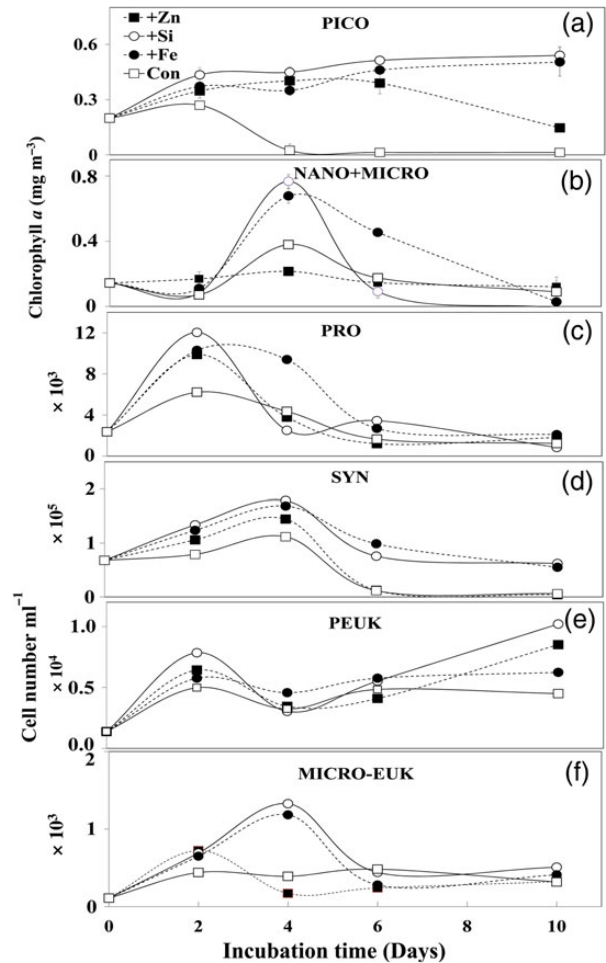 +Zn
+Si
+Fe
Con
PICO
(a)
0.6
0.3
0
NANO+MICRO
(b)
0.8
0.4
0
Chlorophyll a (mg m−3)
PRO
(c)
12
8
4
0
× 10³
SYN
(d)
2
1
0
× 10⁵
PEUK
(e)
1.0
0.5
0.0
× 10⁴
Cell number ml−1
MICRO-EUK
(f)
2
1
0
× 10³
0 2 4 6 8 10
Incubation time (Days)